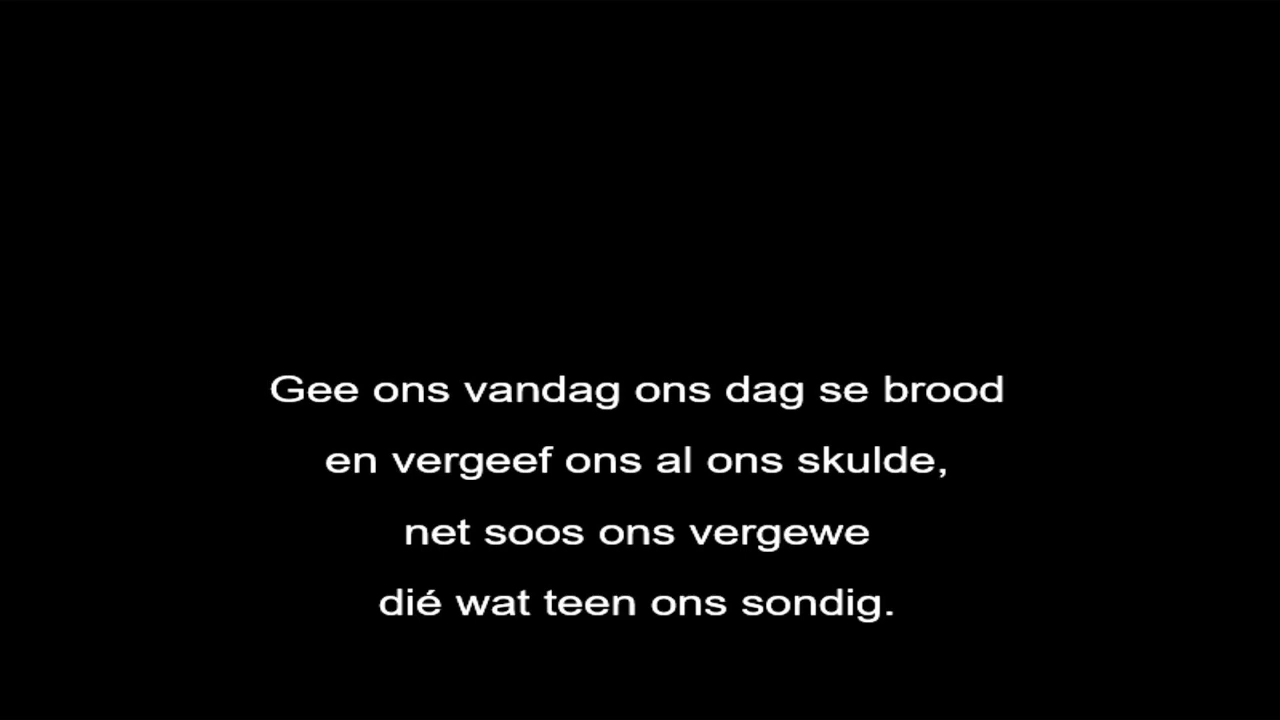 Gee ons vandag ons dag se brood
en vergeef ons al ons skulde,
net soos ons vergewe
dié wat teen ons sondig.